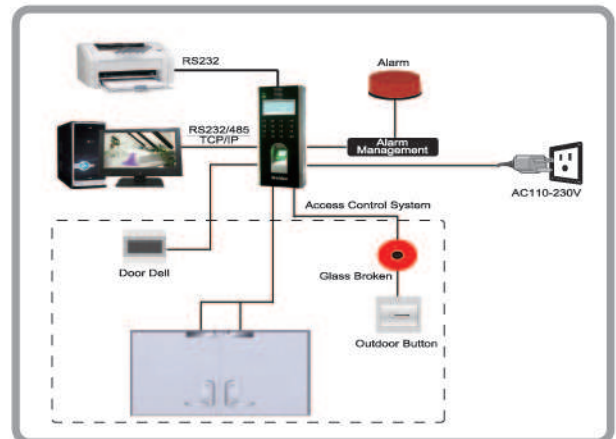 RS232
Alarm
RS232/485
TCP/IP
Alarm
Management
AC110-230V
Access Control System
Door Dell
Glass Broken
Outdoor Button